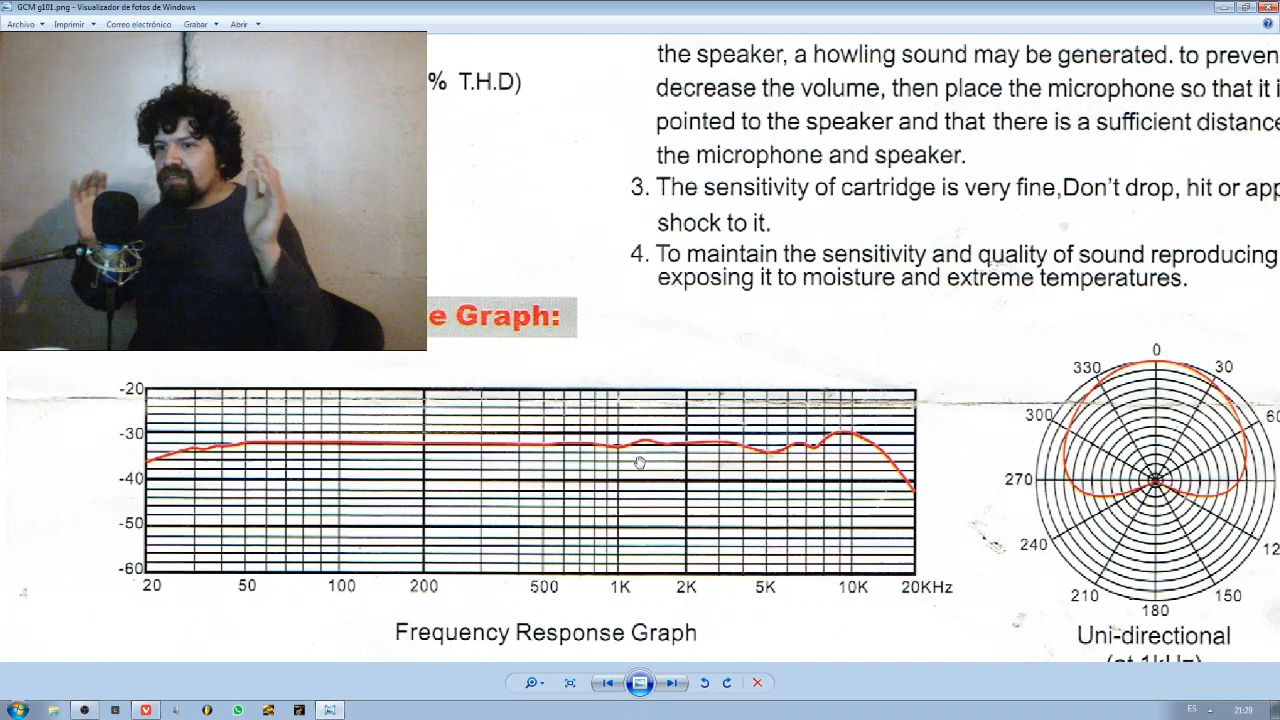 GCM g101.png - Visualizador de fotos de Windows
Archivo Imprimir Correo electrónico Grabar Abrir
% T.H.D)
the speaker, a howling sound may be generated. to preven
decrease the volume, then place the microphone so that it i
pointed to the speaker and that there is a sufficient distance
the microphone and speaker.
3. The sensitivity of cartridge is very fine,Don't drop, hit or app
shock to it.
4. To maintain the sensitivity and quality of sound reproducing
exposing it to moisture and extreme temperatures.
e Graph:
-20
-30
-40
-50
-60
20 50 100 200 500 1K 2K 5K 10K 20KHz
Frequency Response Graph
0
330 30
300 60
270
240 12
210 150
180
Uni-directional
(at 1kHz)
ES 21:29